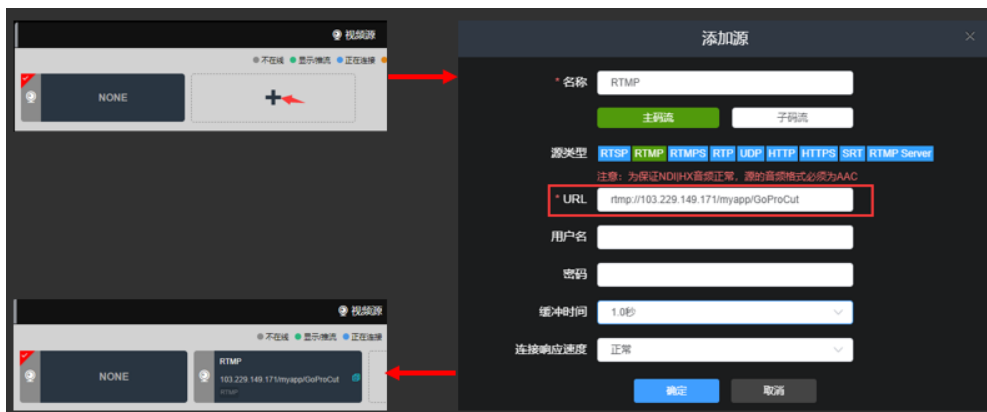 视频源
不在线 显示/推流 正在连接
NONE
添加源
* 名称 RTMP
主码流 子码流
源类型 RTSP RTMP RTMPS RTP UDP HTTP HTTPS SRT RTMP Server
注意：为保证NDI|HX音频正常，源的音频格式必须为AAC
* URL rtmp://103.229.149.171/myapp/GoProCut
用户名
密码
缓冲时间 1.0秒
连接响应速度 正常
确定 取消
视频源
不在线 显示/推流 正在连接
NONE
RTMP
103.229.149.171/myapp/GoProCut
RTMP